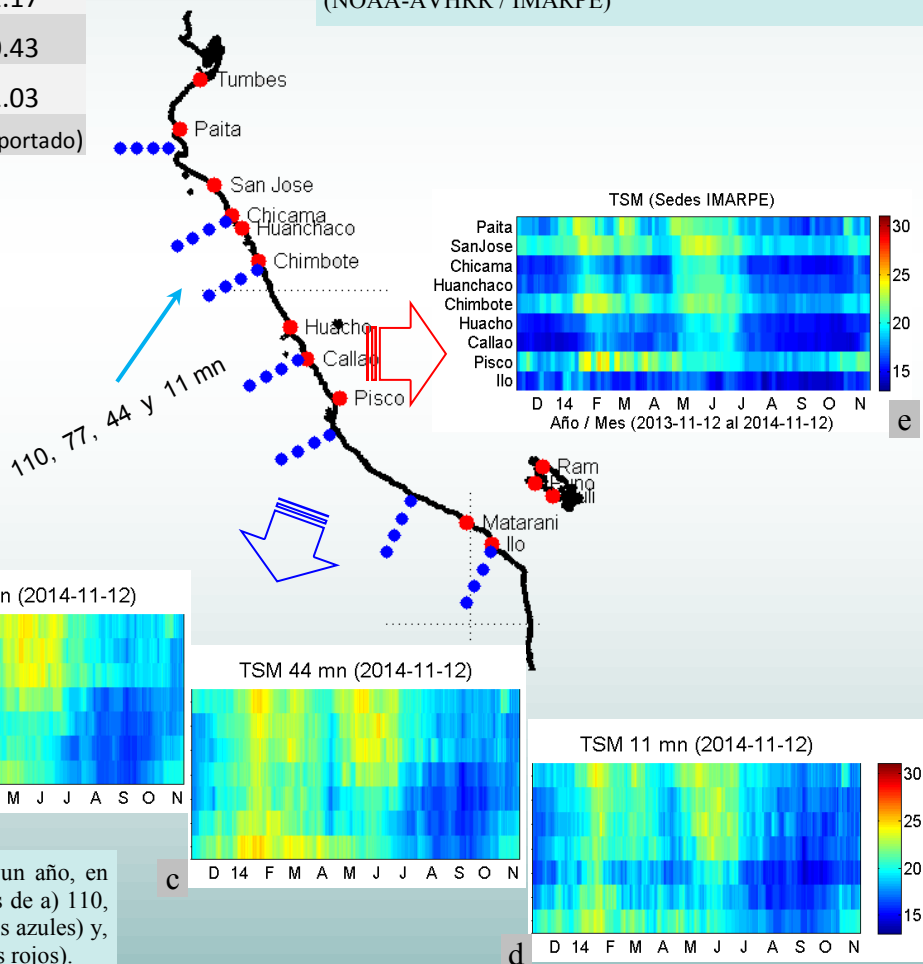 (NOAA-AVHRR / IMARPE)
.17
0.43
1.03
portado)
Tumbes
Paita
San Jose
Chicama
Huanchaco
Chimbote
Huacho
Callao
Pisco
110, 77, 44 y 11 mn
Ram
Matarani
Ilo
TSM (Sedes IMARPE)
Paita
SanJose
Chicama
Huanchaco
Chimbote
Huacho
Callao
Pisco
Ilo
30
25
20
15
D 14 F M A M J J A S O N
Año / Mes (2013-11-12 al 2014-11-12)
e
n (2014-11-12)
M J J A S O N
TSM 44 mn (2014-11-12)
D 14 F M A M J J A S O N
c
TSM 11 mn (2014-11-12)
30
25
20
15
D 14 F M A M J J A S O N
d
un año, en
s de a) 110,
s azules) y,
s rojos).